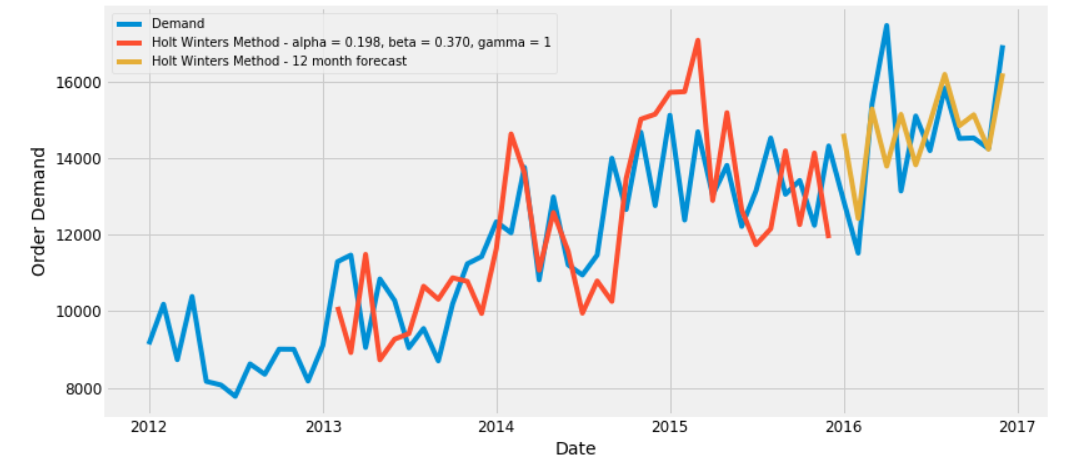 Demand
Holt Winters Method - alpha = 0.198, beta = 0.370, gamma = 1
Holt Winters Method - 12 month forecast
Order Demand
16000
14000
12000
10000
8000
2012 2013 2014 2015 2016 2017
Date